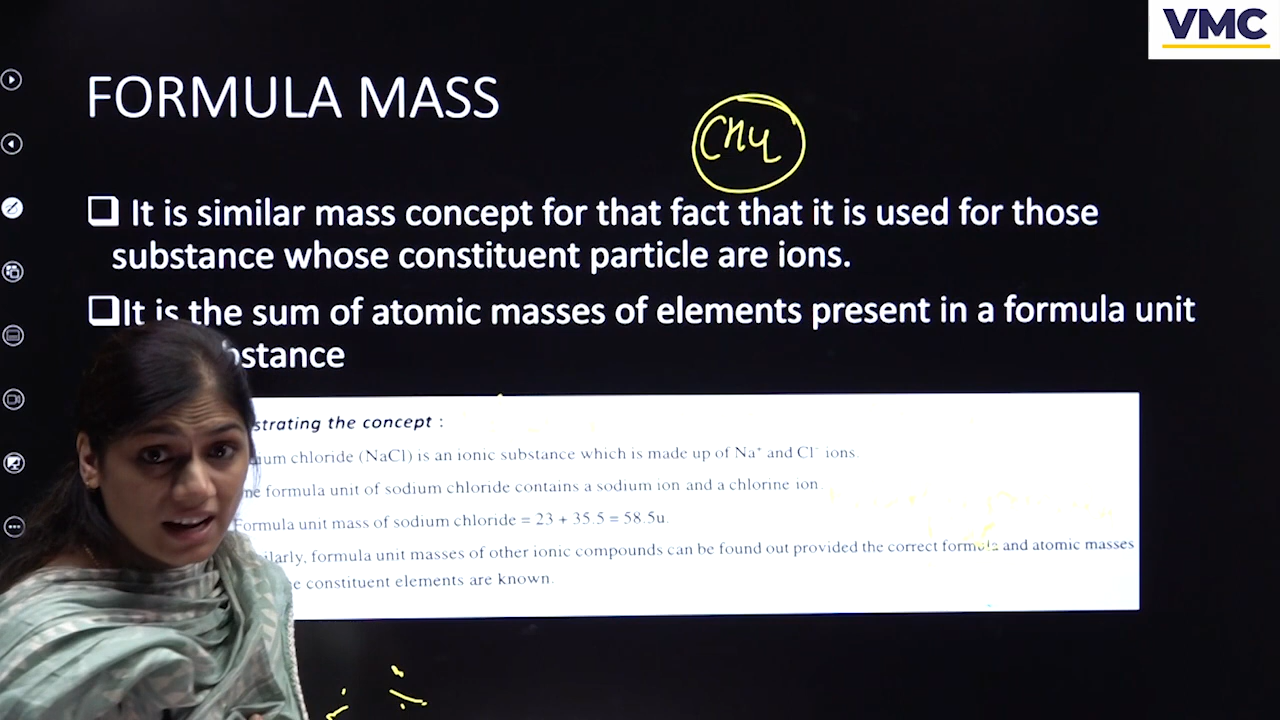 VMC
FORMULA MASS
CH4
It is similar mass concept for that fact that it is used for those
substance whose constituent particle are ions.
It is the sum of atomic masses of elements present in a formula unit
bstance
strating the concept :
ium chloride (NaCl) is an ionic substance which is made up of Na⁺ and Cl⁻ ions.
ne formula unit of sodium chloride contains a sodium ion and a chlorine ion.
Formula unit mass of sodium chloride = 23 + 35.5 = 58.5u.
larly, formula unit masses of other ionic compounds can be found out provided the correct formula and atomic masses
e constituent elements are known.